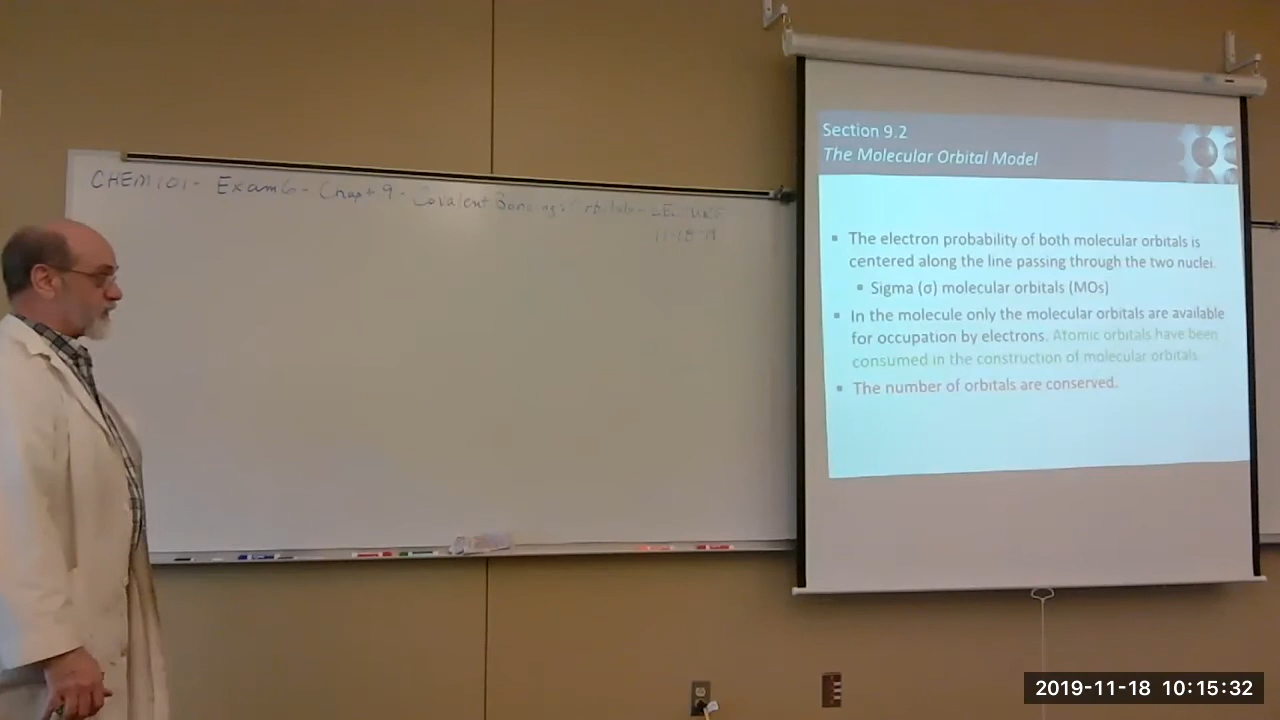 CHEM 101 - Exam 6 - Chapt 9 - Covalent Bonding: Orbitals -
Section 9.2
The Molecular Orbital Model
▪ The electron probability of both molecular orbitals is
centered along the line passing through the two nuclei.
▪ Sigma (σ) molecular orbitals (MOs)
▪ In the molecule only the molecular orbitals are available
for occupation by electrons. Atomic orbitals have been
consumed in the construction of molecular orbitals.
▪ The number of orbitals are conserved.
2019-11-18 10:15:32